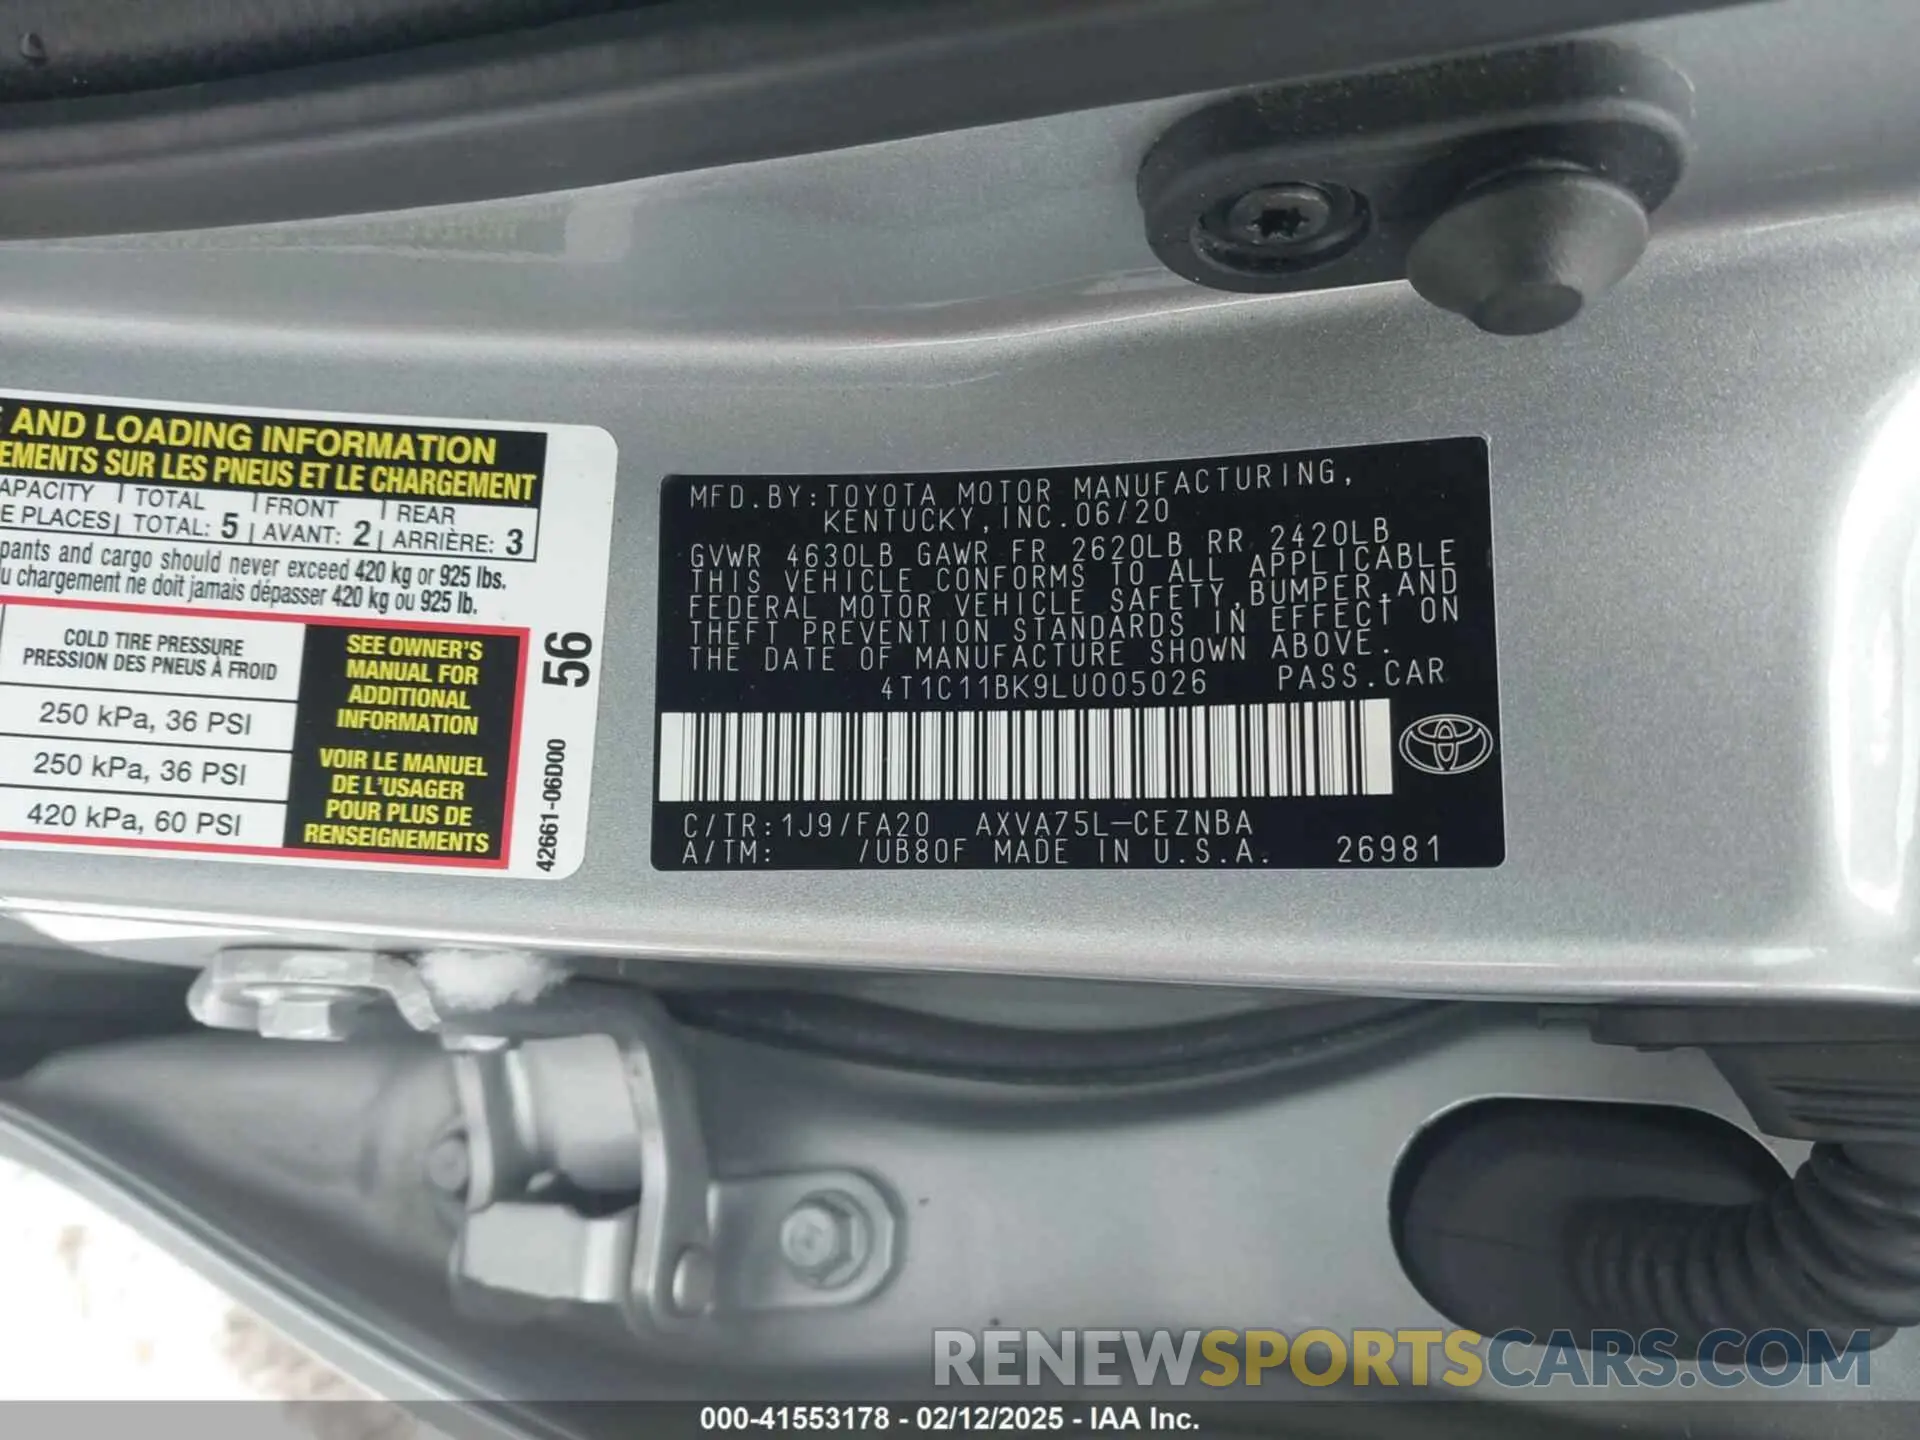 AND LOADING INFORMATION
EMENTS SUR LES PNEUS ET LE CHARGEMENT
APACITY | TOTAL | FRONT | REAR
E PLACES | TOTAL: 5 | AVANT: 2 | ARRIÈRE: 3
pants and cargo should never exceed 420 kg or 925 lbs.
u chargement ne doit jamais dépasser 420 kg ou 925 lb.
COLD TIRE PRESSURE
PRESSION DES PNEUS À FROID
250 kPa, 36 PSI
250 kPa, 36 PSI
420 kPa, 60 PSI
SEE OWNER'S
MANUAL FOR
ADDITIONAL
INFORMATION
VOIR LE MANUEL
DE L'USAGER
POUR PLUS DE
RENSEIGNEMENTS
56
42661-06D00
MFD.BY:TOYOTA MOTOR MANUFACTURING,
KENTUCKY,INC.06/20
GVWR 4630LB GAWR FR 2620LB RR 2420LB
THIS VEHICLE CONFORMS TO ALL APPLICABLE
FEDERAL MOTOR VEHICLE SAFETY,BUMPER,AND
THEFT PREVENTION STANDARDS IN EFFECT ON
THE DATE OF MANUFACTURE SHOWN ABOVE.
4T1C11BK9LU005026 PASS.CAR
C/TR:1J9/FA20 AXVA75L-CEZNBA
A/TM: /UB80F MADE IN U.S.A. 26981
RENEWSPORTSCARS.COM
000-41553178 - 02/12/2025 - IAA Inc.